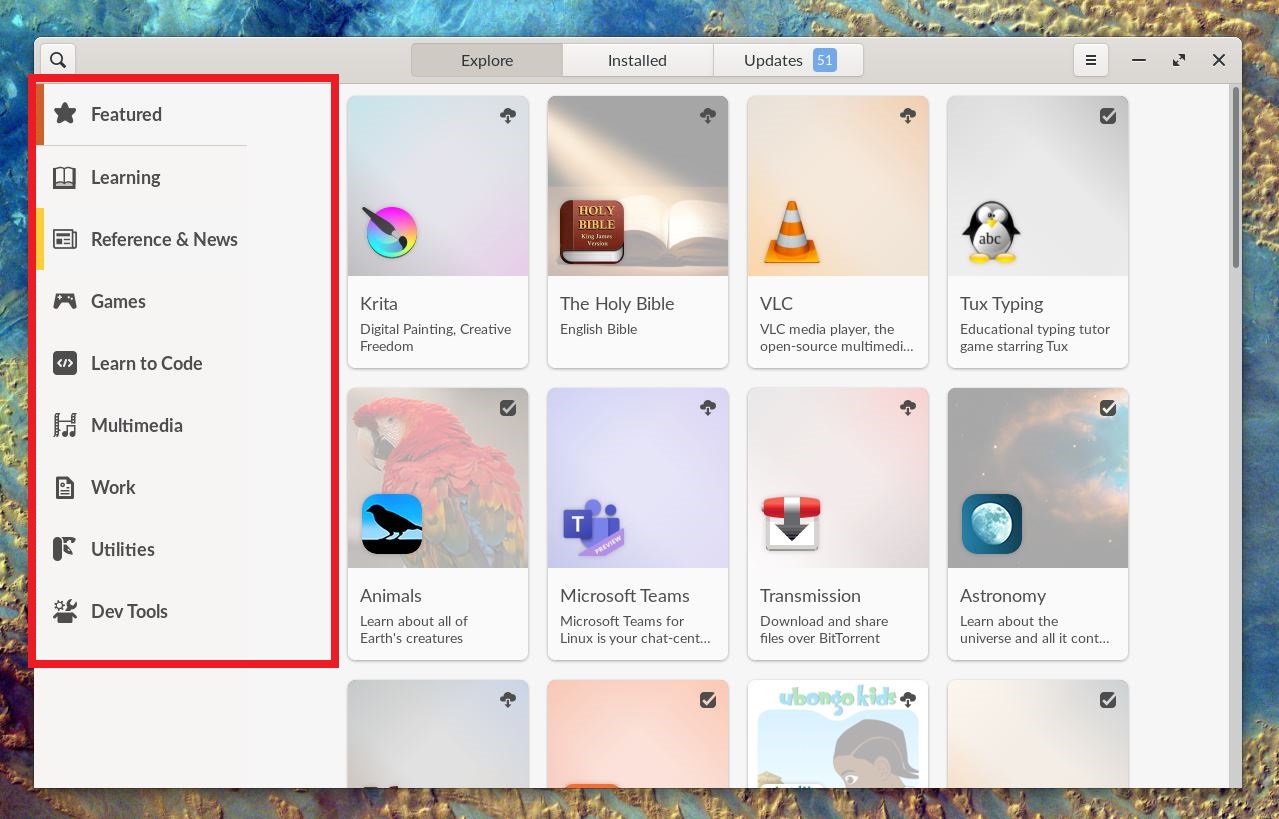 Explore
Installed
Updates 51
Featured
Learning
Reference & News
Games
Learn to Code
Multimedia
Work
Utilities
Dev Tools
Krita
Digital Painting, Creative
Freedom
HOLY
BIBLE
King James
Version
The Holy Bible
English Bible
VLC
VLC media player, the
open-source multimedi...
abc
Tux Typing
Educational typing tutor
game starring Tux
Animals
Learn about all of
Earth's creatures
T
PREVIEW
Microsoft Teams
Microsoft Teams for
Linux is your chat-cent...
Transmission
Download and share
files over BitTorrent
Astronomy
Learn about the
universe and all it cont...
ubongo kids